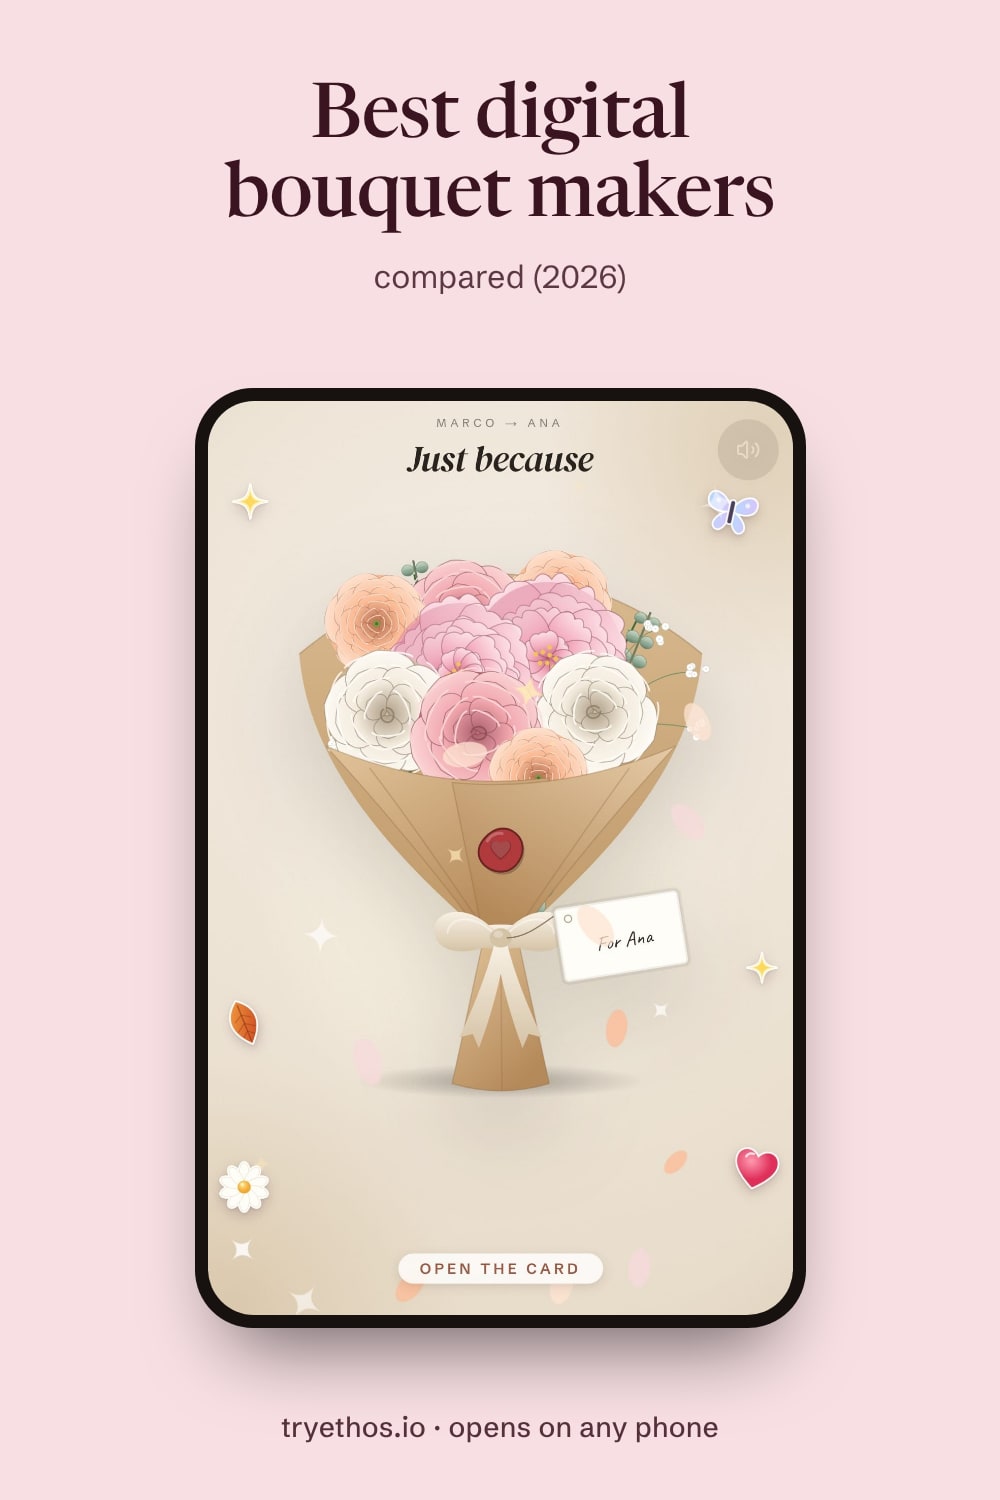 Best digital
bouquet makers
compared (2026)
MARCO → ANA
Just because
For Ana
OPEN THE CARD
tryethos.io · opens on any phone